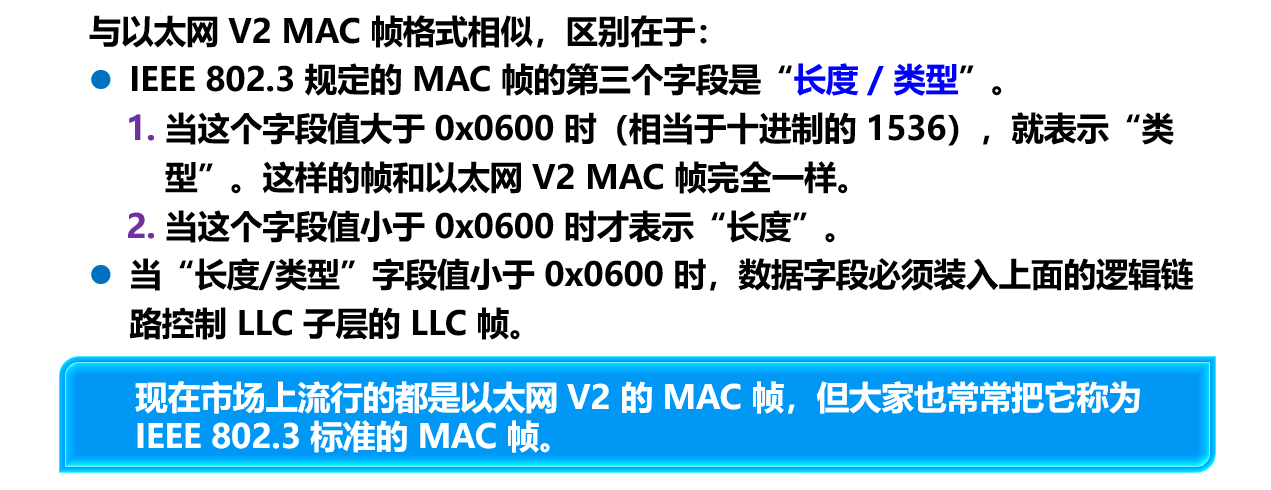 与以太网 V2 MAC 帧格式相似，区别在于：
● IEEE 802.3 规定的 MAC 帧的第三个字段是“长度 / 类型”。
1. 当这个字段值大于 0x0600 时（相当于十进制的 1536），就表示“类
型”。这样的帧和以太网 V2 MAC 帧完全一样。
2. 当这个字段值小于 0x0600 时才表示“长度”。
● 当“长度/类型”字段值小于 0x0600 时，数据字段必须装入上面的逻辑链
路控制 LLC 子层的 LLC 帧。
现在市场上流行的都是以太网 V2 的 MAC 帧，但大家也常常把它称为
IEEE 802.3 标准的 MAC 帧。